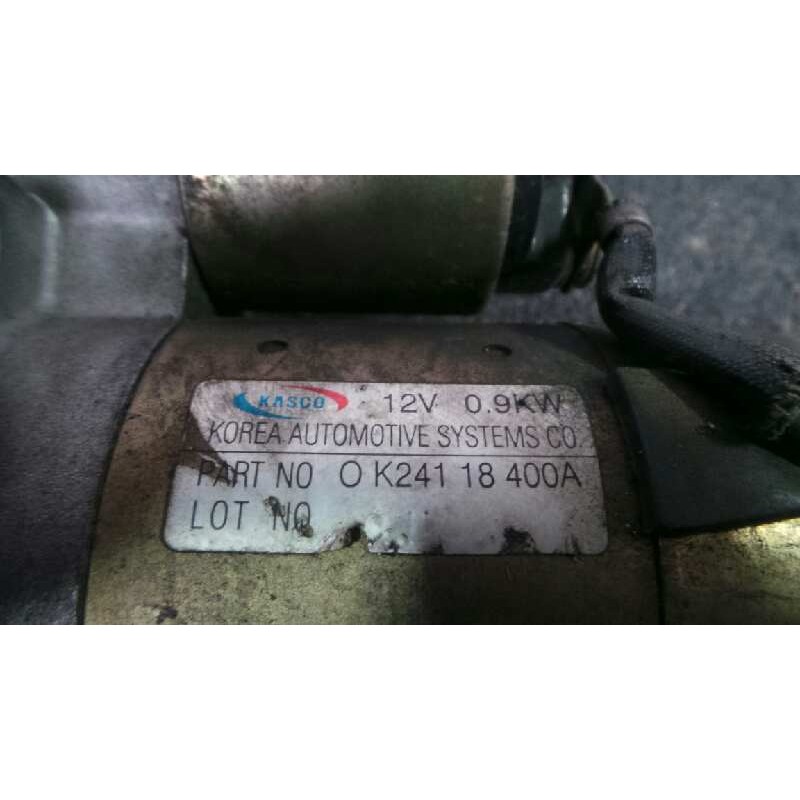 KASCO 12V 0.9KW
KOREA AUTOMOTIVE SYSTEMS CO.
PART NO O K241 18 400A
LOT NO